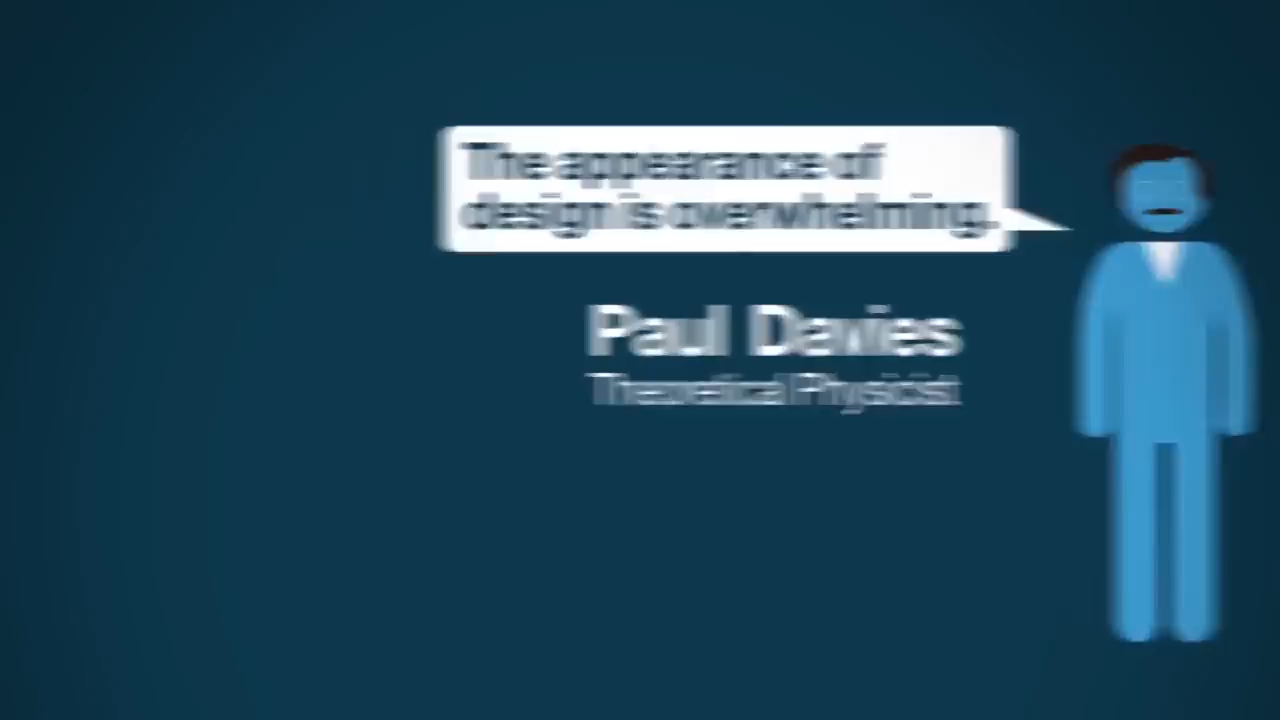 The appearance of
design is overwhelming.
Paul Davies
Theoretical Physicist